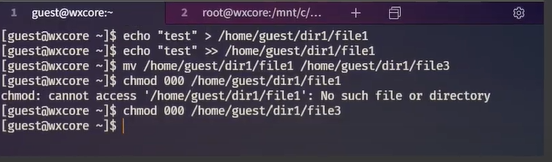 1 guest@wxcore:~
2 root@wxcore:/mnt/c/...
[guest@wxcore ~]$ echo "test" > /home/guest/dir1/file1
[guest@wxcore ~]$ echo "test" >> /home/guest/dir1/file1
[guest@wxcore ~]$ mv /home/guest/dir1/file1 /home/guest/dir1/file3
[guest@wxcore ~]$ chmod 000 /home/guest/dir1/file1
chmod: cannot access '/home/guest/dir1/file1': No such file or directory
[guest@wxcore ~]$ chmod 000 /home/guest/dir1/file3
[guest@wxcore ~]$